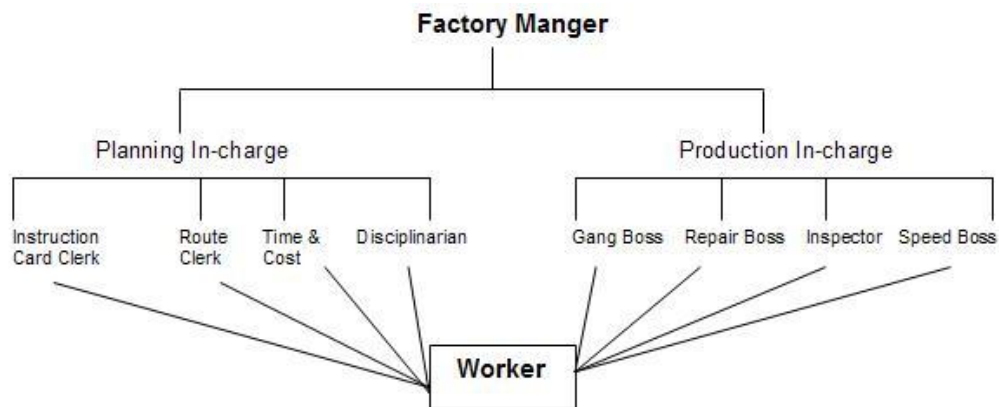 Factory Manger
Planning In-charge
Production In-charge
Instruction
Card Clerk
Route
Clerk
Time &
Cost
Disciplinarian
Gang Boss
Repair Boss
Inspector
Speed Boss
Worker